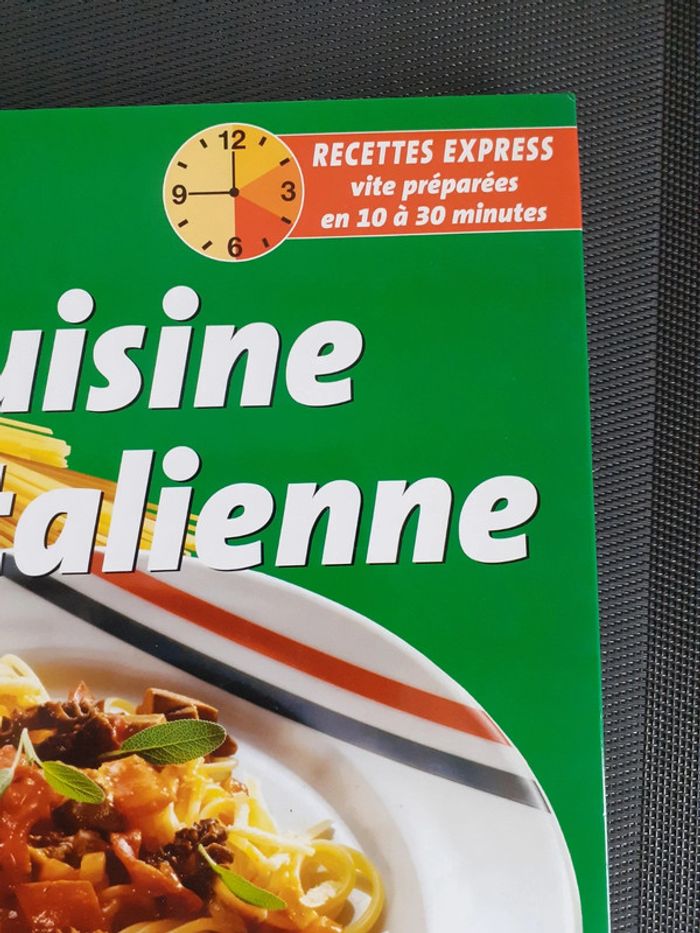 12
3
6
9
RECETTES EXPRESS
vite préparées
en 10 à 30 minutes
uisine
talienne